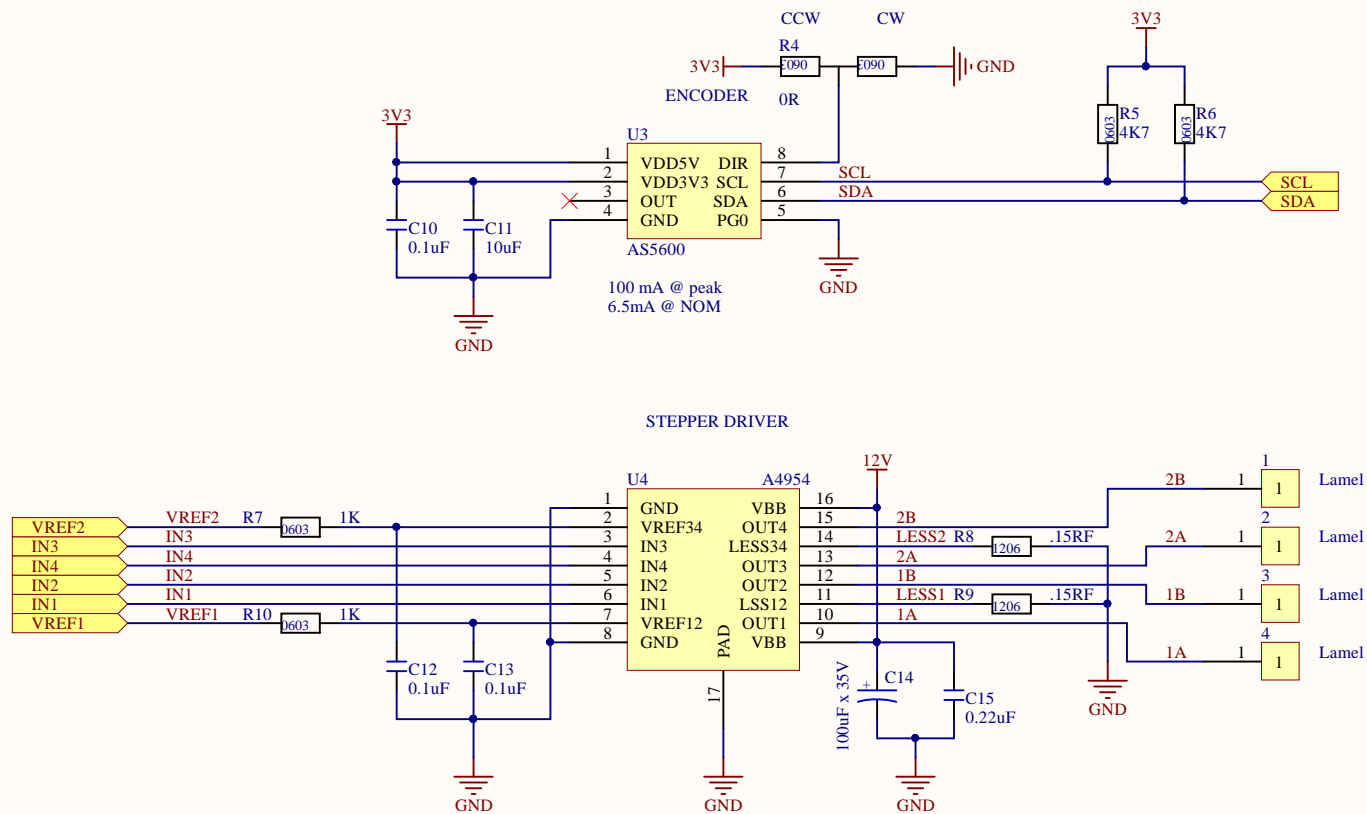 CCW
CW
3V3
R4
0603
0603
3V3
GND
ENCODER
0R
3V3
R5
4K7
0603
R6
4K7
0603
U3
1
VDD5V
DIR
8
2
VDD3V3
SCL
7
SCL
SCL
3
OUT
SDA
6
SDA
SDA
4
GND
PG0
5
C10
0.1uF
C11
10uF
AS5600
GND
100 mA @ peak
6.5mA @ NOM
GND
STEPPER DRIVER
12V
U4
A4954
1
GND
VBB
16
VREF2
VREF2
R7
0603
1K
2
VREF34
OUT4
15
2B
IN3
IN3
3
IN3
LESS34
14
LESS2
R8
1206
.15RF
IN4
IN4
4
IN4
OUT3
13
2A
IN2
IN2
5
IN2
OUT2
12
1B
IN1
IN1
6
IN1
LSS12
11
LESS1
R9
1206
.15RF
VREF1
VREF1
R10
0603
1K
7
VREF12
OUT1
10
1A
8
GND
VBB
9
PAD
17
2B
1
1
1
Lamel
2A
1
2
1
Lamel
1B
1
3
1
Lamel
1A
1
4
1
Lamel
C12
0.1uF
C13
0.1uF
100uF x 35V
+
C14
C15
0.22uF
GND
GND
GND
GND